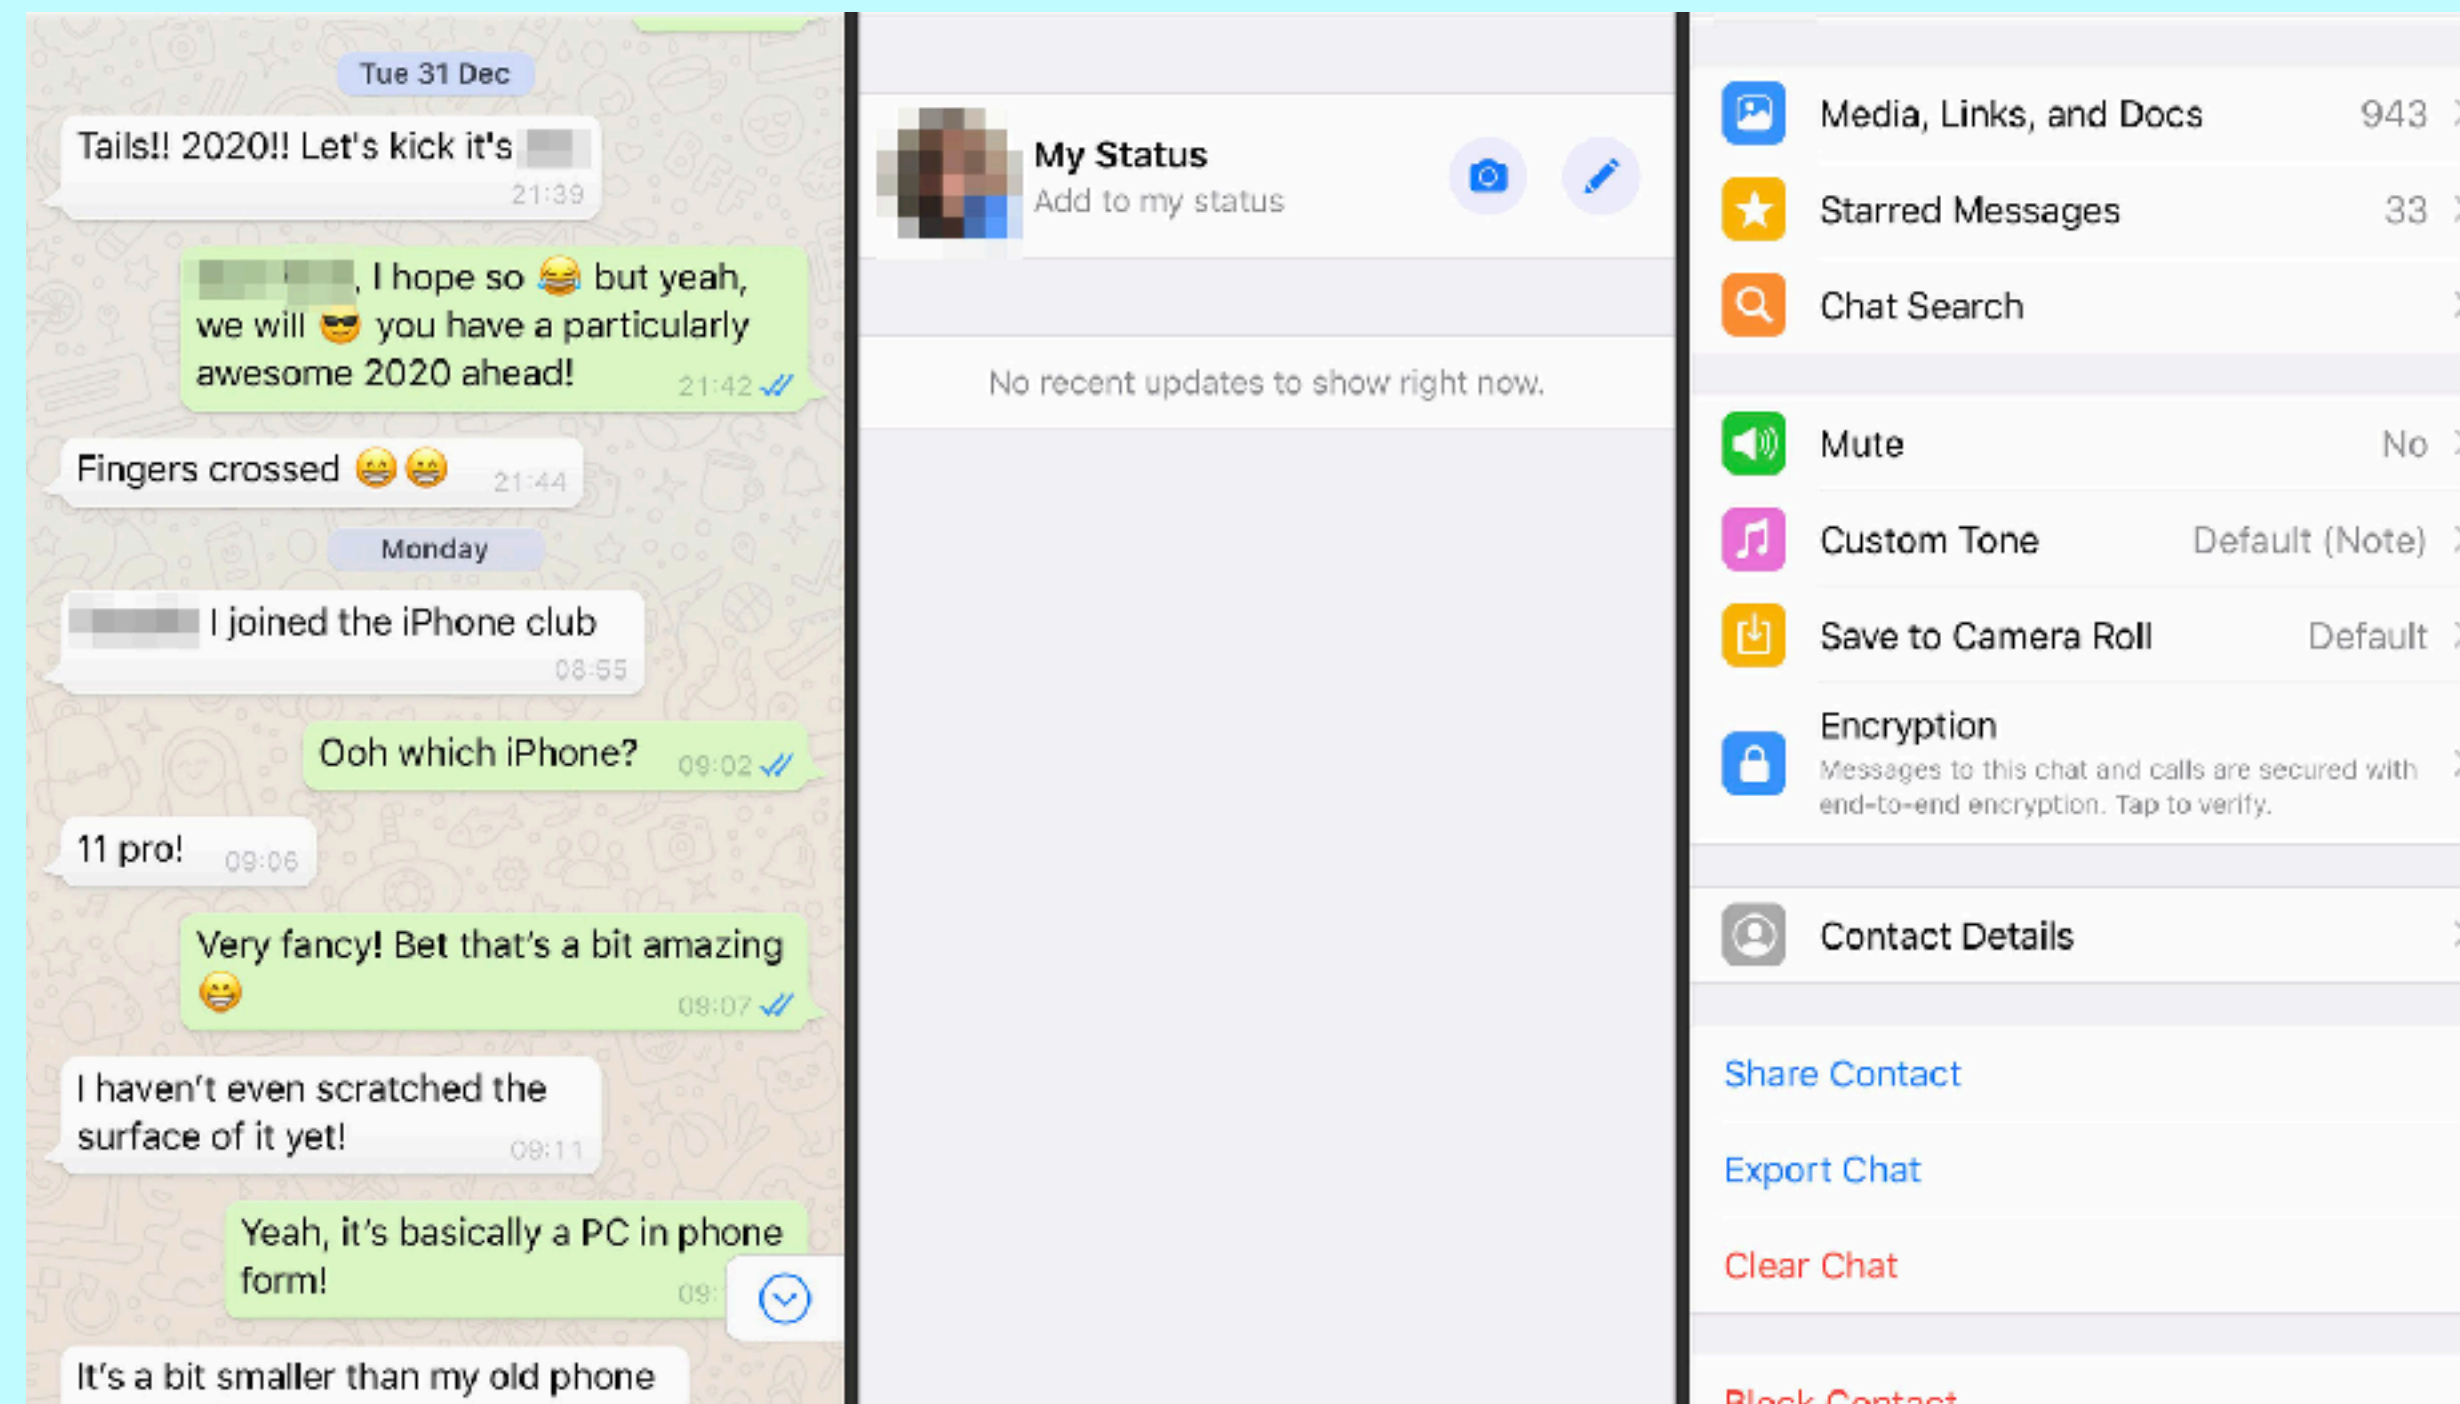 Tue 31 Dec
Tails!! 2020!! Let's kick it's
21:39
, I hope so 😂 but yeah,
we will 😎 you have a particularly
awesome 2020 ahead!
21:42
Fingers crossed 😁😁
21:44
Monday
I joined the iPhone club
08:55
Ooh which iPhone?
09:02
11 pro!
09:06
Very fancy! Bet that's a bit amazing
😁
09:07
I haven't even scratched the
surface of it yet!
09:11
Yeah, it's basically a PC in phone
form!
09:
It's a bit smaller than my old phone
My Status
Add to my status
No recent updates to show right now.
Media, Links, and Docs 943
Starred Messages 33
Chat Search
Mute No
Custom Tone Default (Note)
Save to Camera Roll Default
Encryption
Messages to this chat and calls are secured with
end-to-end encryption. Tap to verify.
Contact Details
Share Contact
Export Chat
Clear Chat
Block Contact